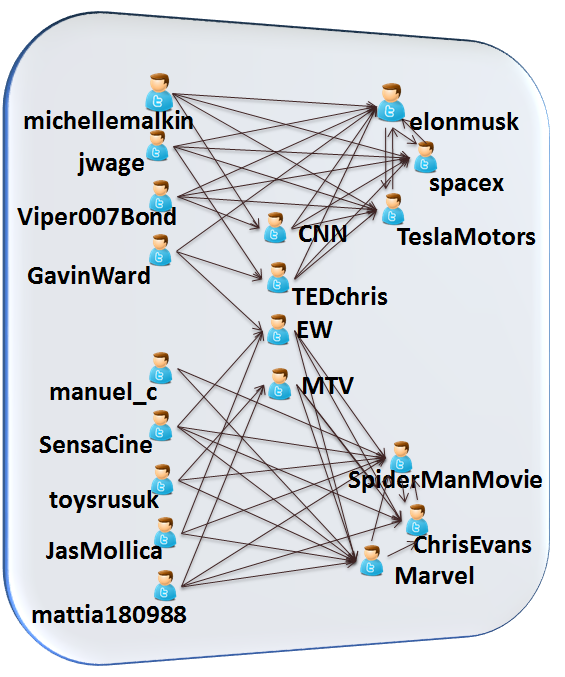 michellemalkin
elonmusk
jwage
spacex
Viper007Bond
CNN
TeslaMotors
GavinWard
TEDchris
EW
manuel_c
MTV
SensaCine
SpiderManMovie
toysrusuk
JasMollica
ChrisEvans
Marvel
mattia180988